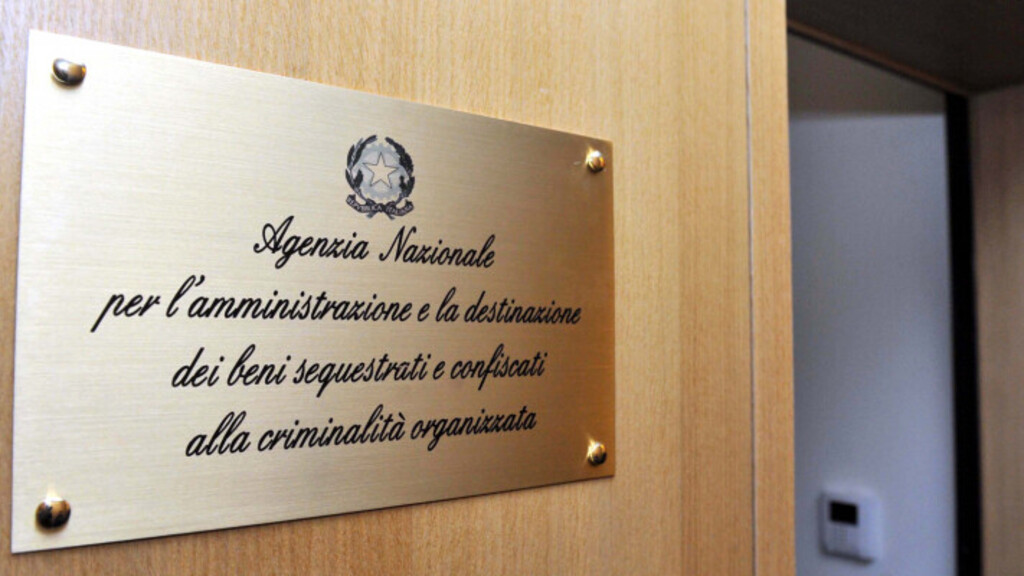 Agenzia Nazionale
per l'amministrazione e la destinazione
dei beni sequestrati e confiscati
alla criminalità organizzata